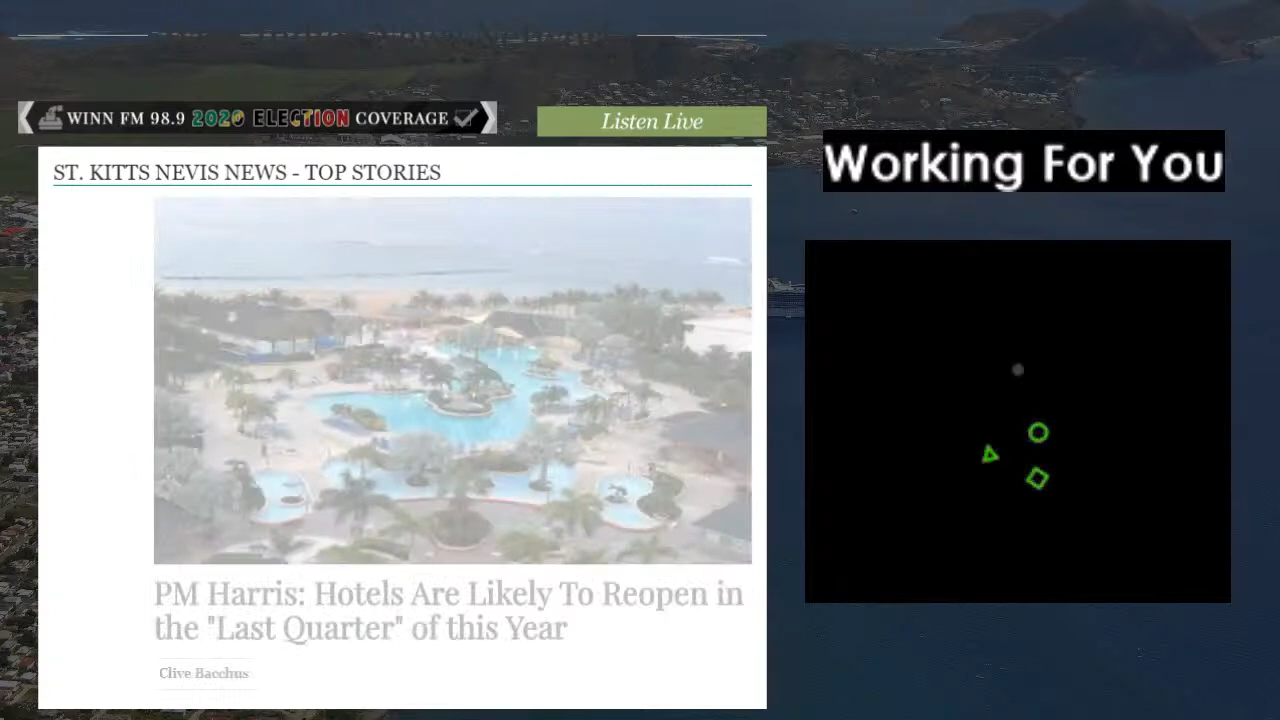 WINN FM 98.9 2020 ELECTION COVERAGE
Listen Live
Working For You
ST. KITTS NEVIS NEWS - TOP STORIES
PM Harris: Hotels Are Likely To Reopen in
the "Last Quarter" of this Year
Clive Bacchus